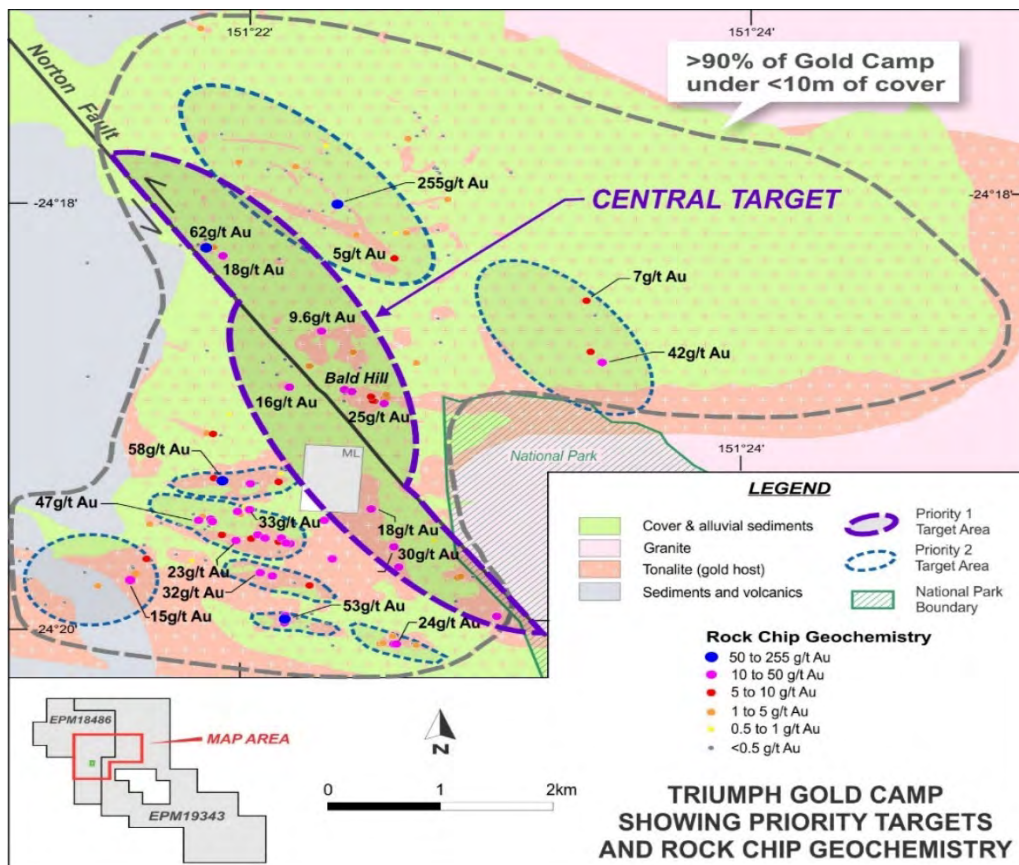 151°22'
151°24'
>90% of Gold Camp
under <10m of cover
Norton Fault
-24°18'
-24°18'
255g/t Au
CENTRAL TARGET
62g/t Au
18g/t Au
5g/t Au
7g/t Au
9.6g/t Au
42g/t Au
Bald Hill
16g/t Au
25g/t Au
151°24'
58g/t Au
ML
National Park
47g/t Au
33g/t Au
18g/t Au
23g/t Au
30g/t Au
32g/t Au
15g/t Au
53g/t Au
24g/t Au
-24°20'
LEGEND
Cover & alluvial sediments
Granite
Tonalite (gold host)
Sediments and volcanics
Priority 1
Target Area
Priority 2
Target Area
National Park
Boundary
Rock Chip Geochemistry
50 to 255 g/t Au
10 to 50 g/t Au
5 to 10 g/t Au
1 to 5 g/t Au
0.5 to 1 g/t Au
<0.5 g/t Au
EPM18486
MAP AREA
EPM19343
N
0 1 2km
TRIUMPH GOLD CAMP
SHOWING PRIORITY TARGETS
AND ROCK CHIP GEOCHEMISTRY